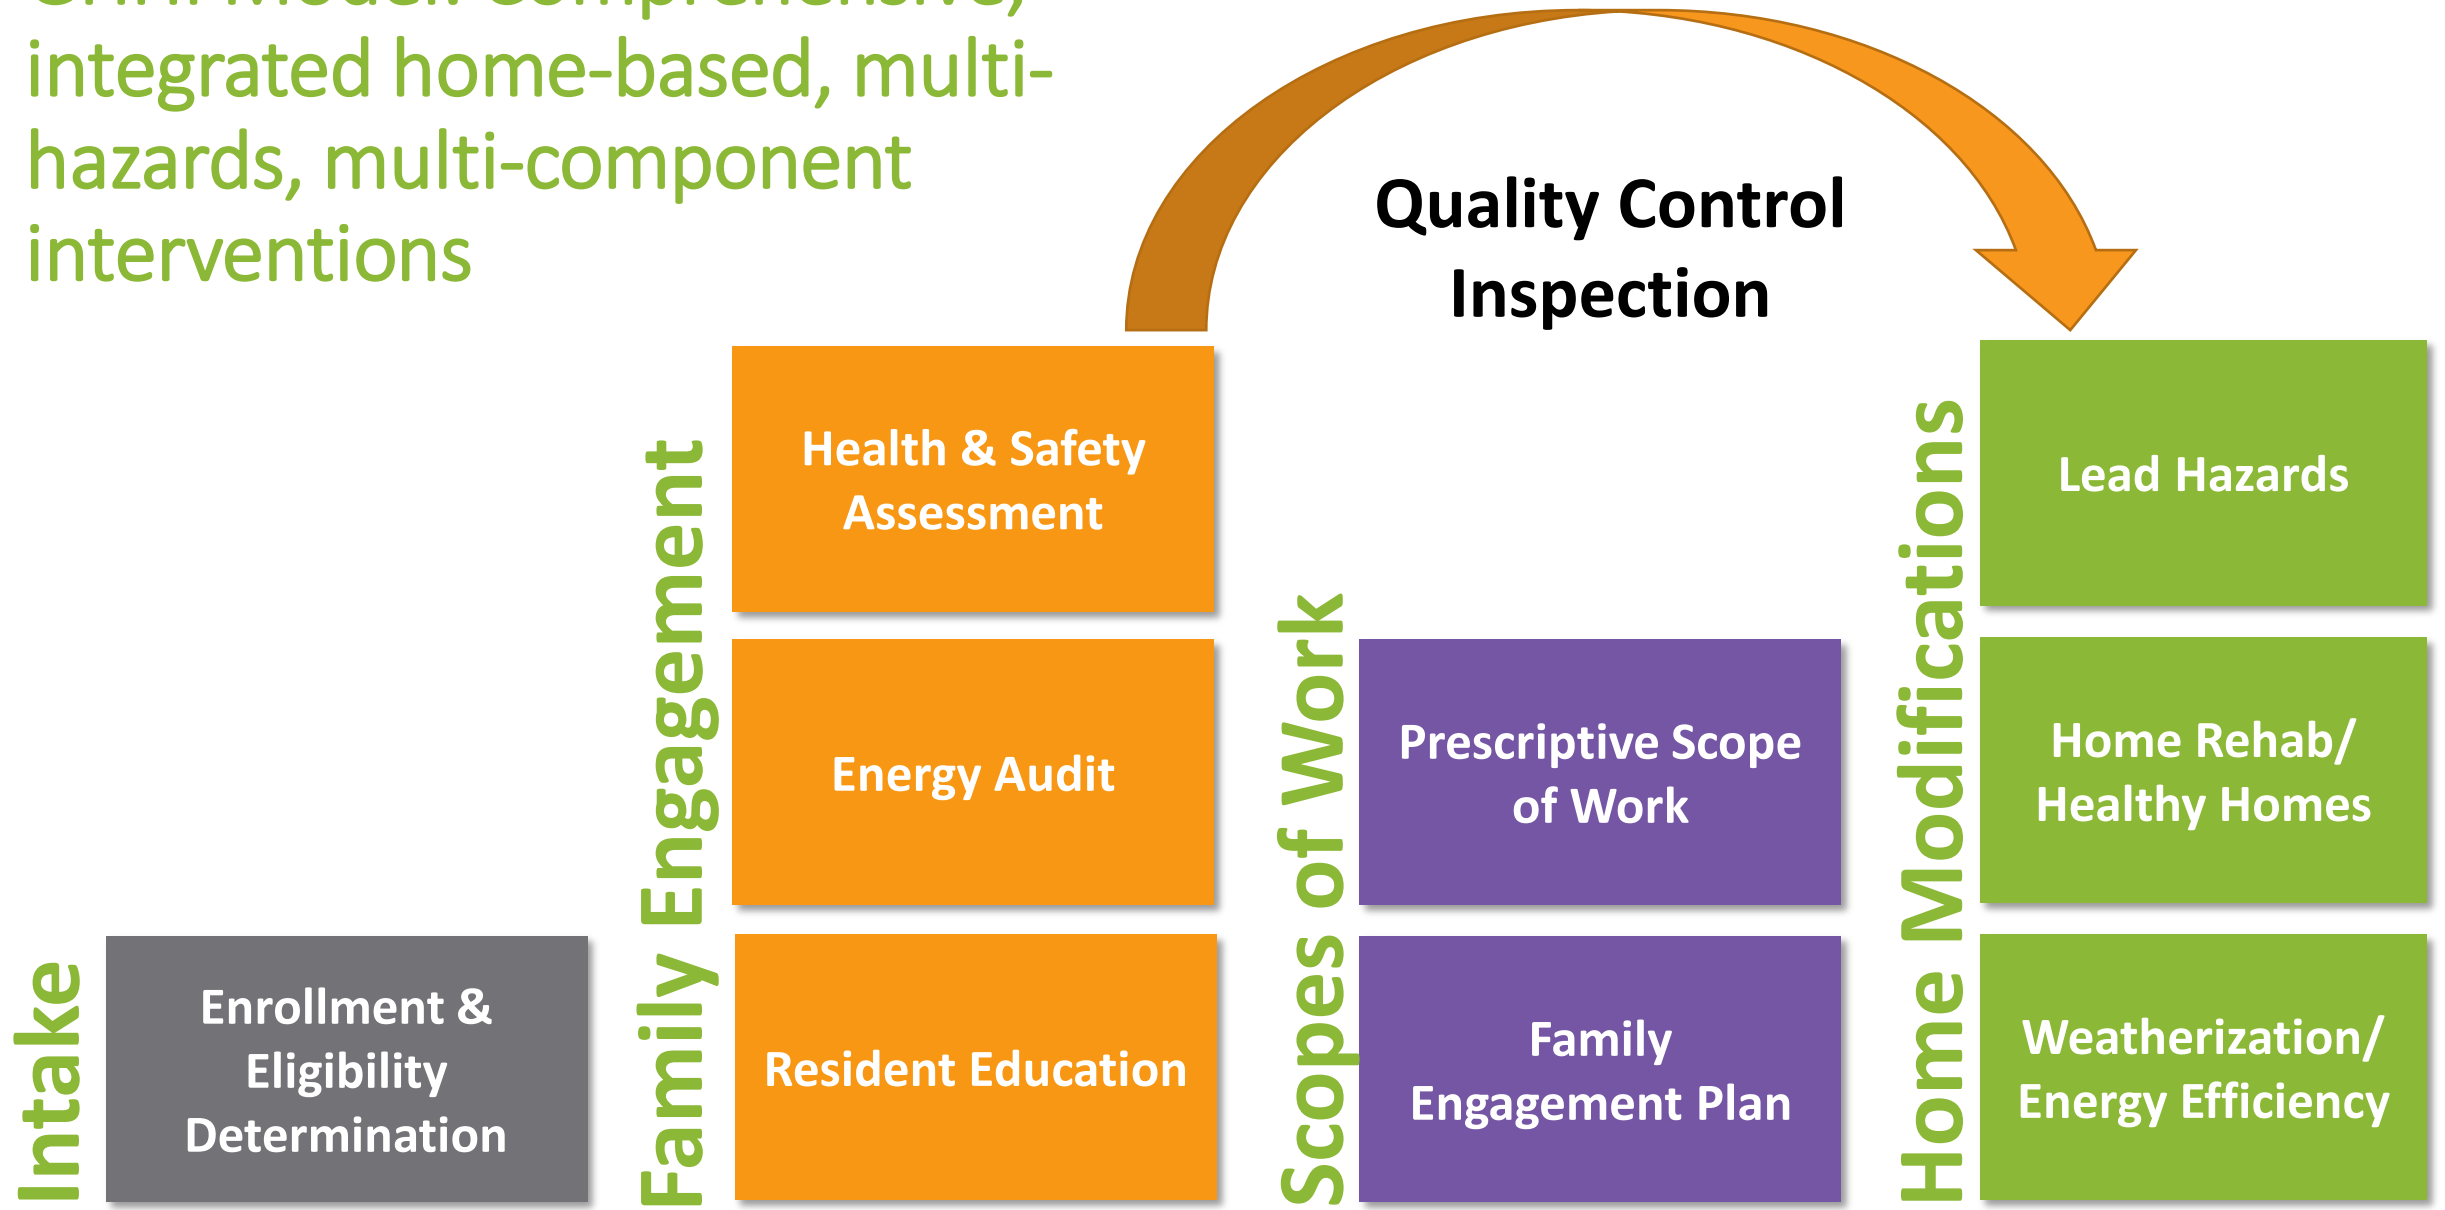 Model: Comprehensive,
integrated home-based, multi-
hazards, multi-component
interventions
Quality Control
Inspection
Intake
Enrollment &
Eligibility
Determination
Family Engagement
Health & Safety
Assessment
Energy Audit
Resident Education
Scopes of Work
Prescriptive Scope
of Work
Family
Engagement Plan
Home Modifications
Lead Hazards
Home Rehab/
Healthy Homes
Weatherization/
Energy Efficiency